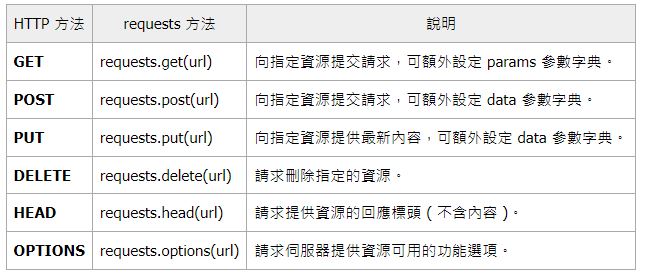 HTTP 方法 requests 方法 說明
GET requests.get(url) 向指定資源提交請求，可額外設定 params 參數字典。
POST requests.post(url) 向指定資源提交請求，可額外設定 data 參數字典。
PUT requests.put(url) 向指定資源提供最新內容，可額外設定 data 參數字典。
DELETE requests.delete(url) 請求刪除指定的資源。
HEAD requests.head(url) 請求提供資源的回應標頭 ( 不含內容 )。
OPTIONS requests.options(url) 請求伺服器提供資源可用的功能選項。